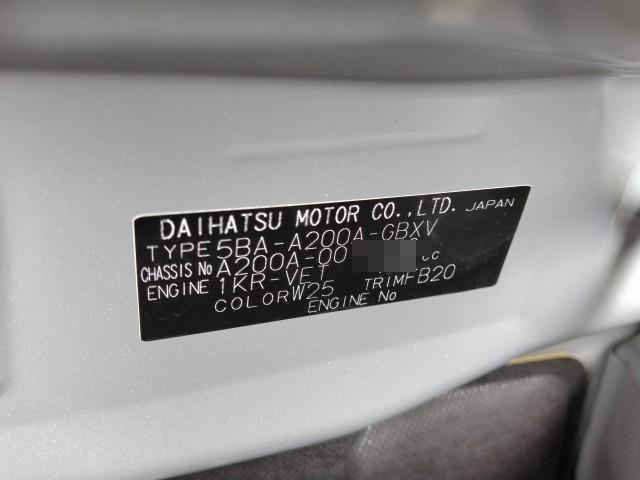 DAIHATSU MOTOR CO.,LTD. JAPAN
TYPE 5BA-A200A-GBXV
CHASSIS No A200A-00
ENGINE 1KR-VET cc
COLOR W25 TRIM FB20
ENGINE No